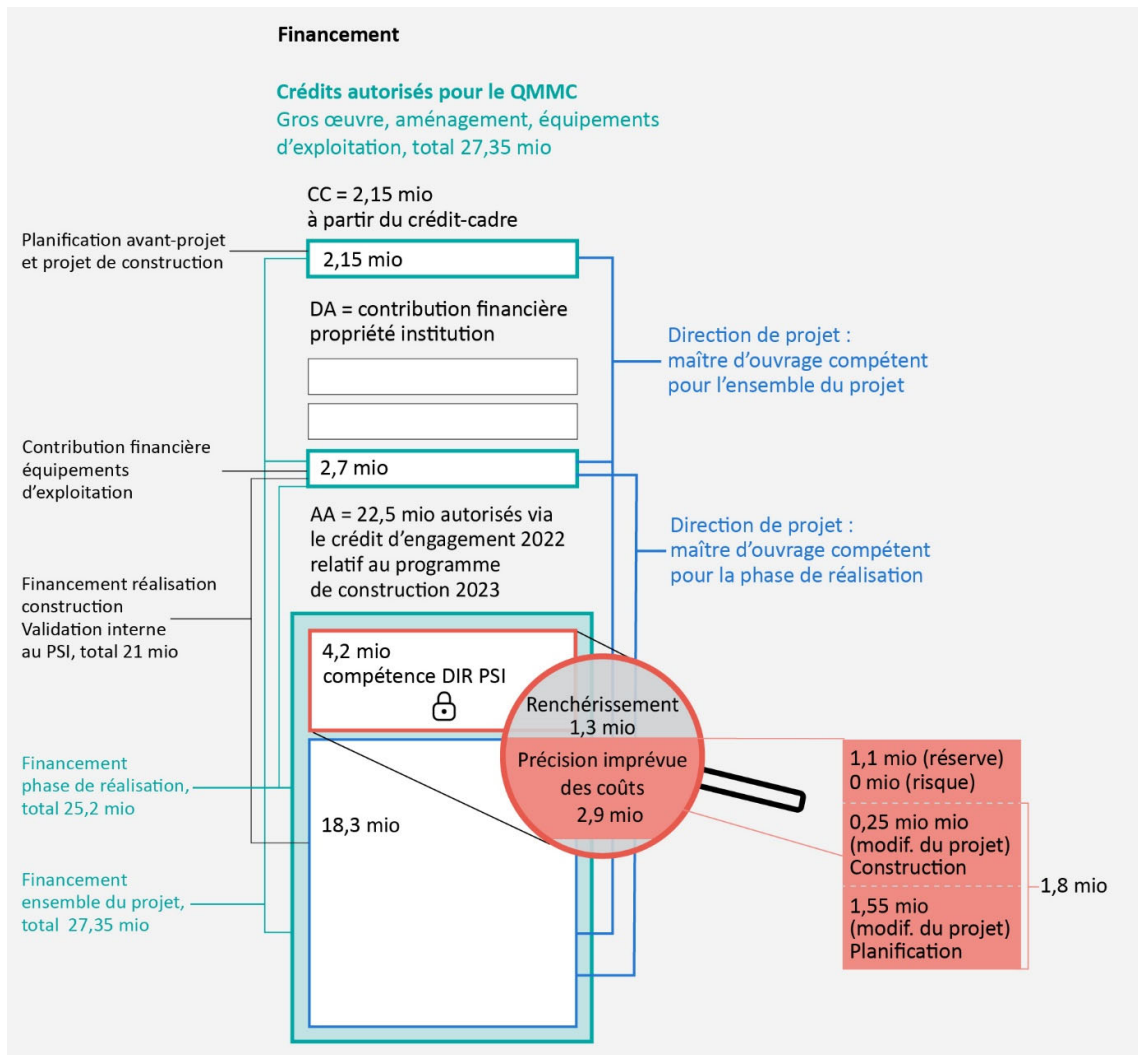 Financement
Crédits autorisés pour le QMMC
Gros œuvre, aménagement, équipements
d’exploitation, total 27,35 mio
CC = 2,15 mio
à partir du crédit-cadre
Planification avant-projet
et projet de construction
2,15 mio
DA = contribution financière
propriété institution
Direction de projet :
maître d’ouvrage compétent
pour l’ensemble du projet
Contribution financière
équipements
d’exploitation
2,7 mio
AA = 22,5 mio autorisés via
le crédit d’engagement 2022
relatif au programme
de construction 2023
Direction de projet :
maître d’ouvrage compétent
pour la phase de réalisation
Financement réalisation
construction
Validation interne
au PSI, total 21 mio
4,2 mio
compétence DIR PSI
Renchérissement
1,3 mio
Précision imprévue
des coûts
2,9 mio
1,1 mio (réserve)
0 mio (risque)
0,25 mio mio
(modif. du projet)
Construction
1,55 mio
(modif. du projet)
Planification
1,8 mio
Financement
phase de réalisation,
total 25,2 mio
18,3 mio
Financement
ensemble du projet,
total 27,35 mio